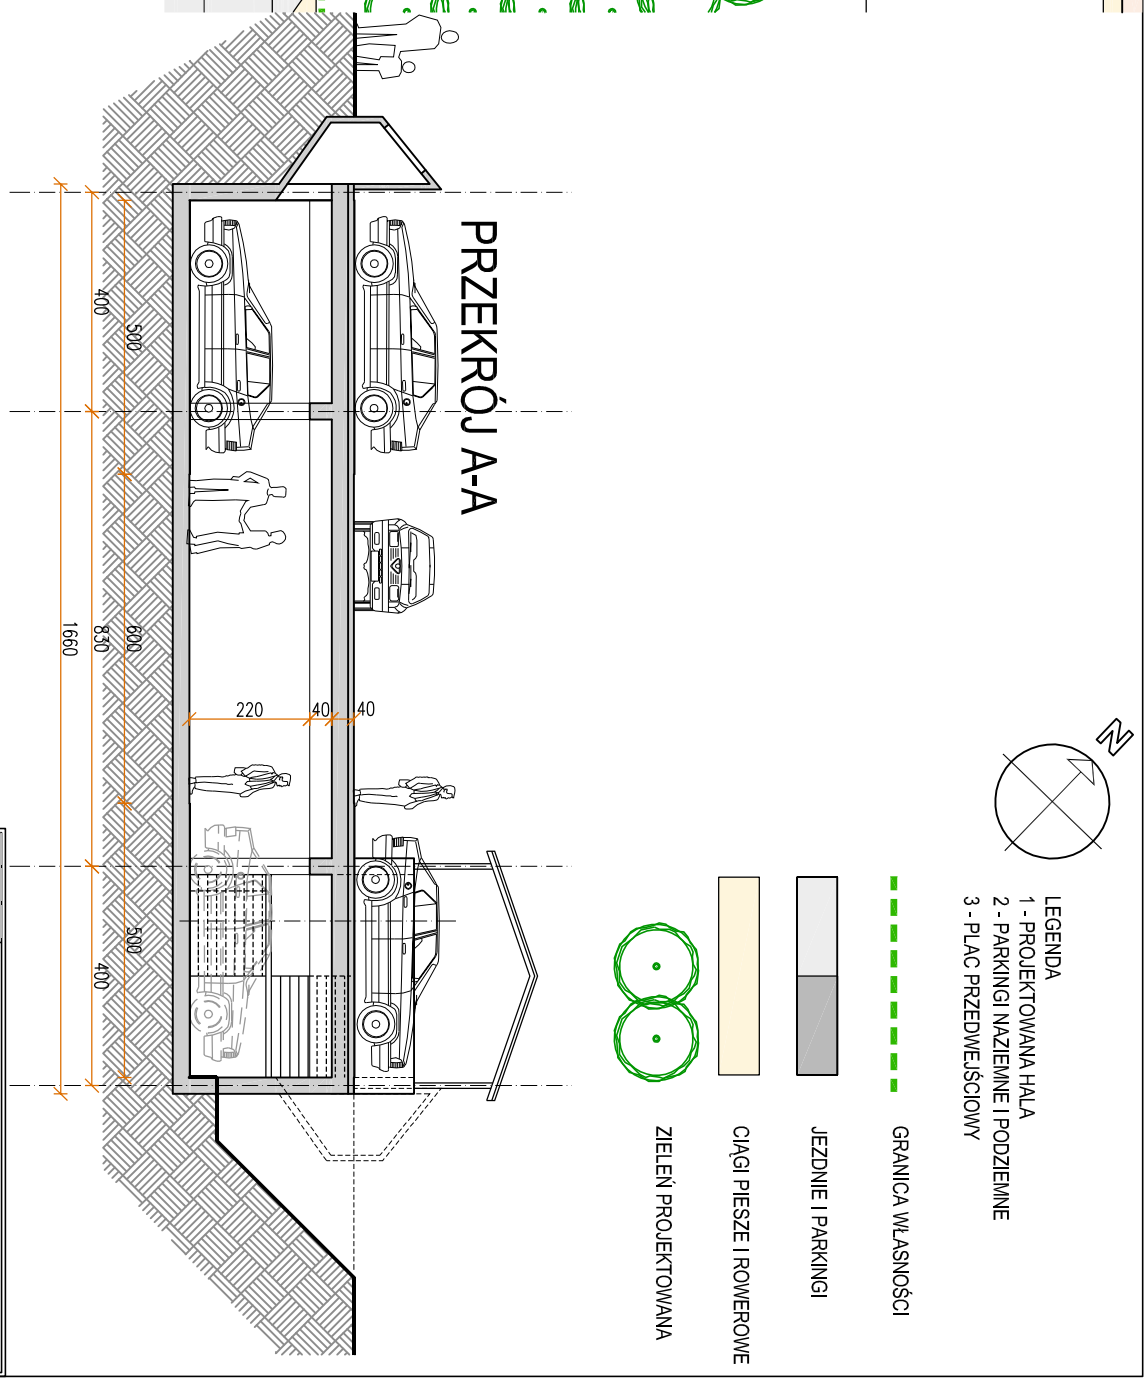 N
LEGENDA
1 - PROJEKTOWANA HALA
2 - PARKINGI NAZIEMNE I PODZIEMNE
3 - PLAC PRZEDWEJŚCIOWY
GRANICA WŁASNOŚCI
JEZDNIE I PARKINGI
CIĄGI PIESZE I ROWEROWE
ZIELEŃ PROJEKTOWANA
PRZEKRÓJ A-A
40
40
220
500
600
500
400
830
400
1660